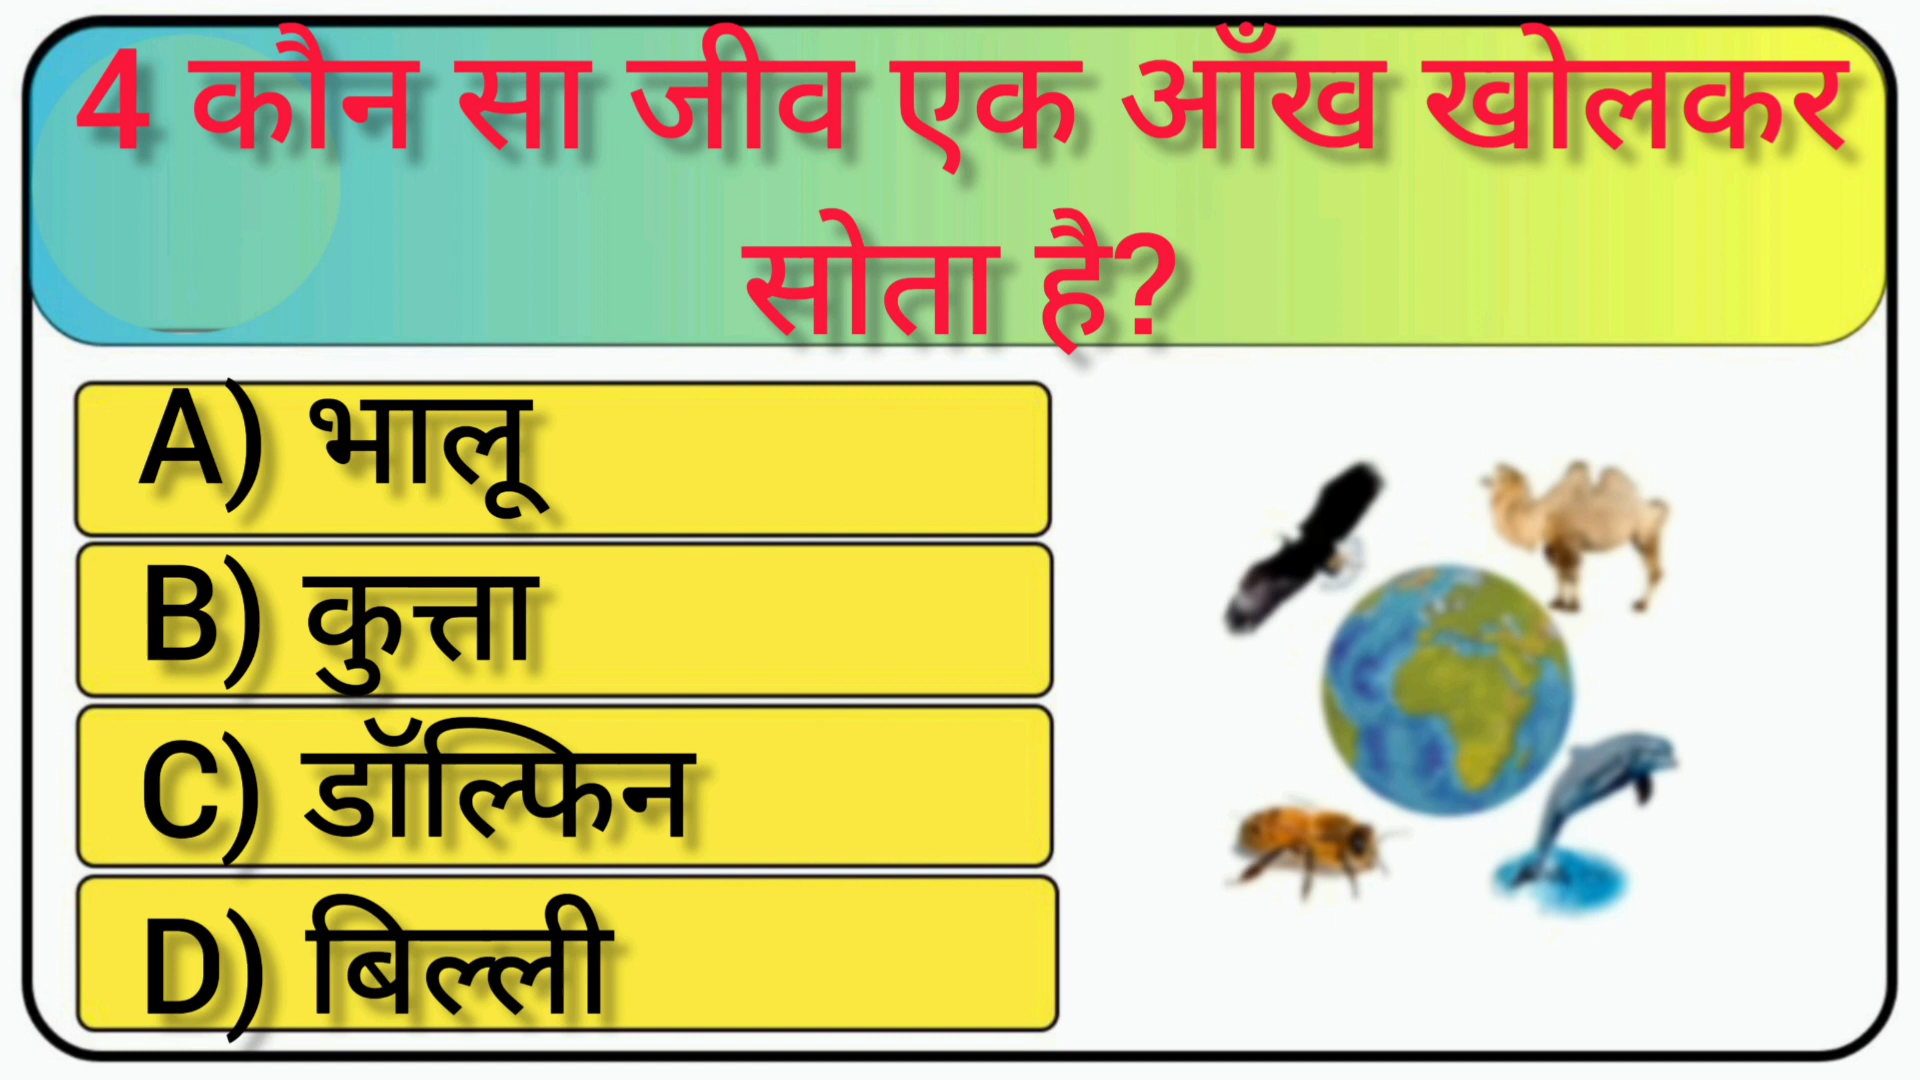 4 कौन सा जीव एक आँख खोलकर
सोता है?
A) भालू
B) कुत्ता
C) डॉल्फिन
D) बिल्ली